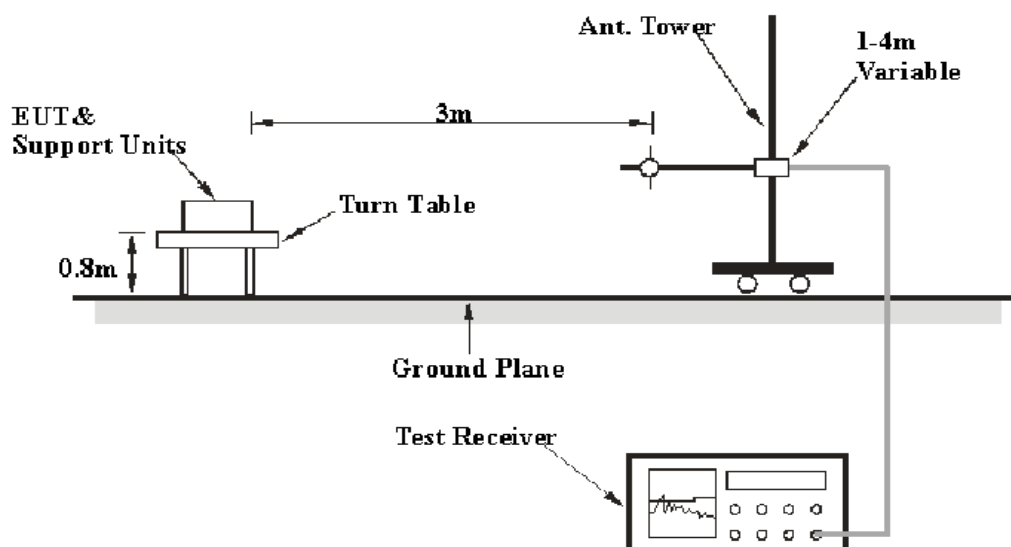 Ant. Tower
1-4m
Variable
EUT&
Support Units
3m
Turn Table
0.8m
Ground Plane
Test Receiver